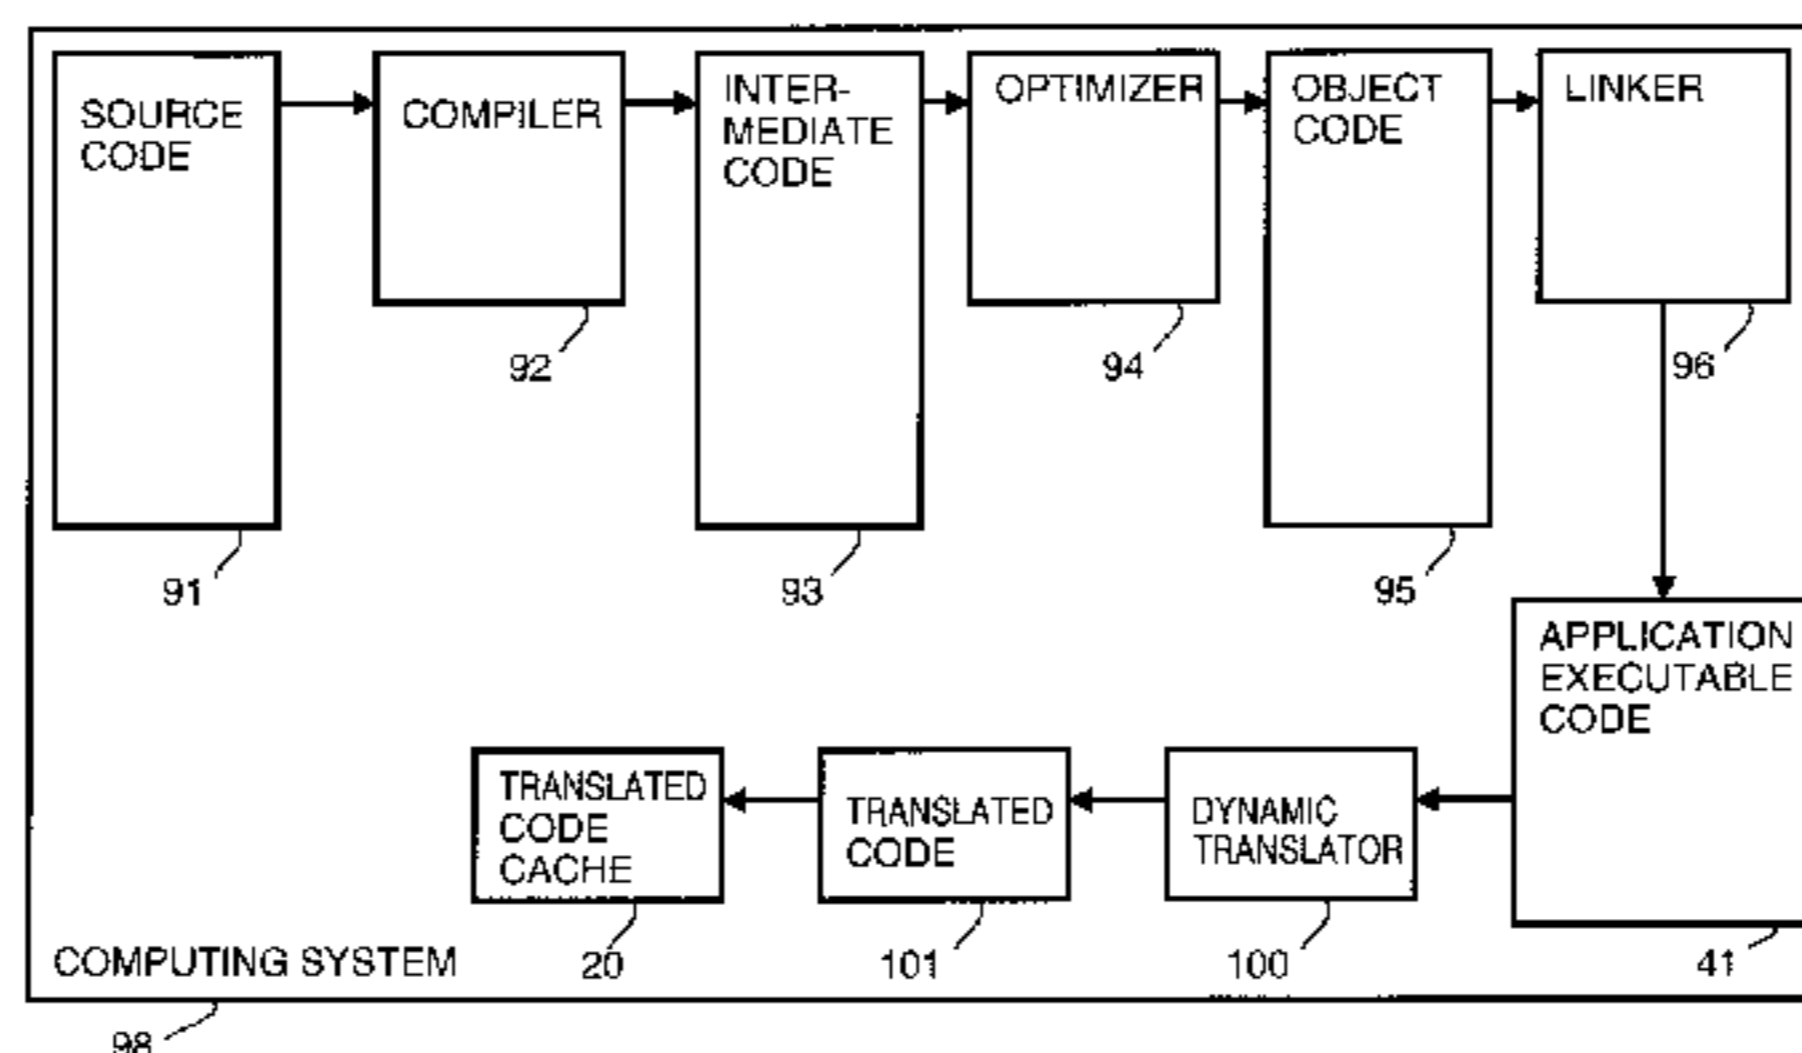 SOURCE
CODE
COMPILER
INTER-
MEDIATE
CODE
OPTIMIZER
OBJECT
CODE
LINKER
92
94
96
91
93
95
APPLICATION
EXECUTABLE
CODE
TRANSLATED
CODE
CACHE
TRANSLATED
CODE
DYNAMIC
TRANSLATOR
COMPUTING SYSTEM
20
101
100
41
98